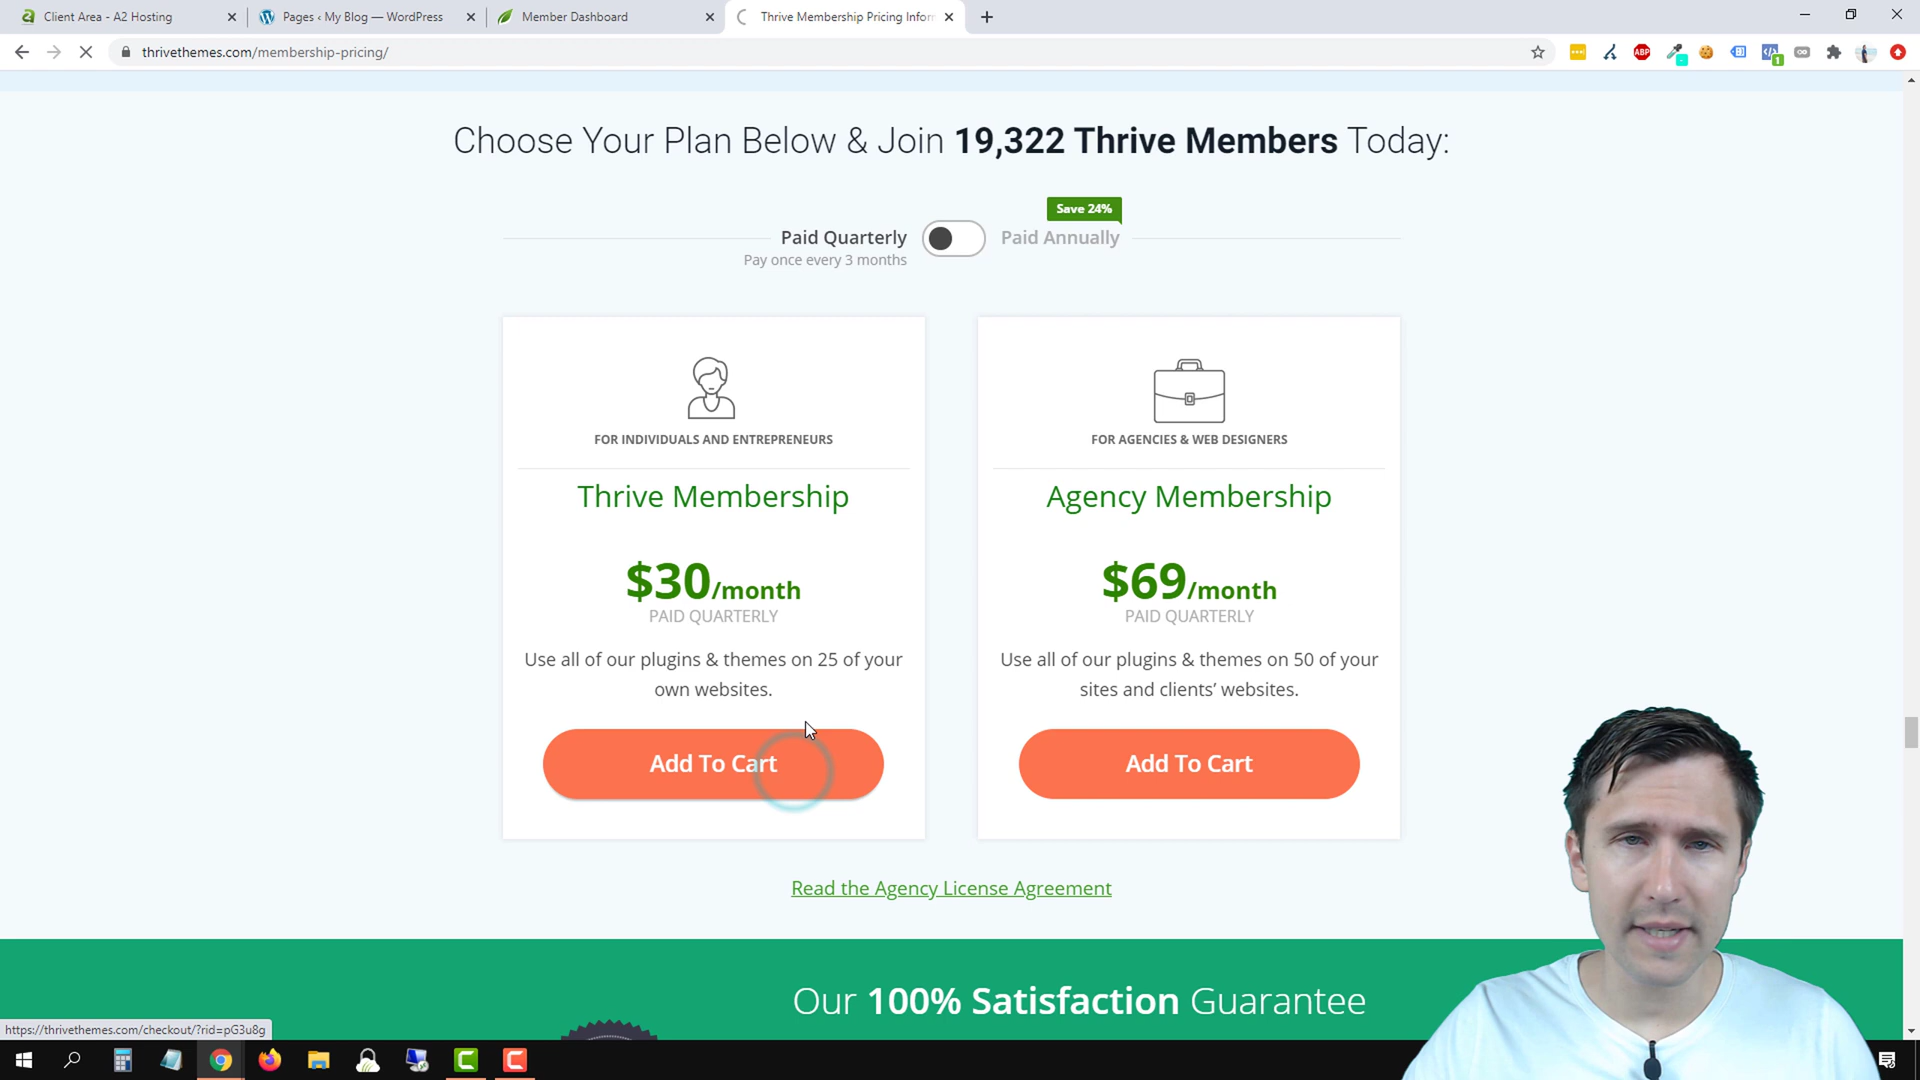 Client Area - A2 Hosting
Pages ‹ My Blog — WordPress
Member Dashboard
Thrive Membership Pricing Infor
thrivethemes.com/membership-pricing/
ABP
1
Choose Your Plan Below & Join 19,322 Thrive Members Today:
Save 24%
Paid Quarterly
Paid Annually
Pay once every 3 months
FOR INDIVIDUALS AND ENTREPRENEURS
Thrive Membership
$30/month
PAID QUARTERLY
Use all of our plugins & themes on 25 of your
own websites.
Add To Cart
FOR AGENCIES & WEB DESIGNERS
Agency Membership
$69/month
PAID QUARTERLY
Use all of our plugins & themes on 50 of your
sites and clients’ websites.
Add To Cart
Read the Agency License Agreement
Our 100% Satisfaction Guarantee
https://thrivethemes.com/checkout/?rid=pG3u8g